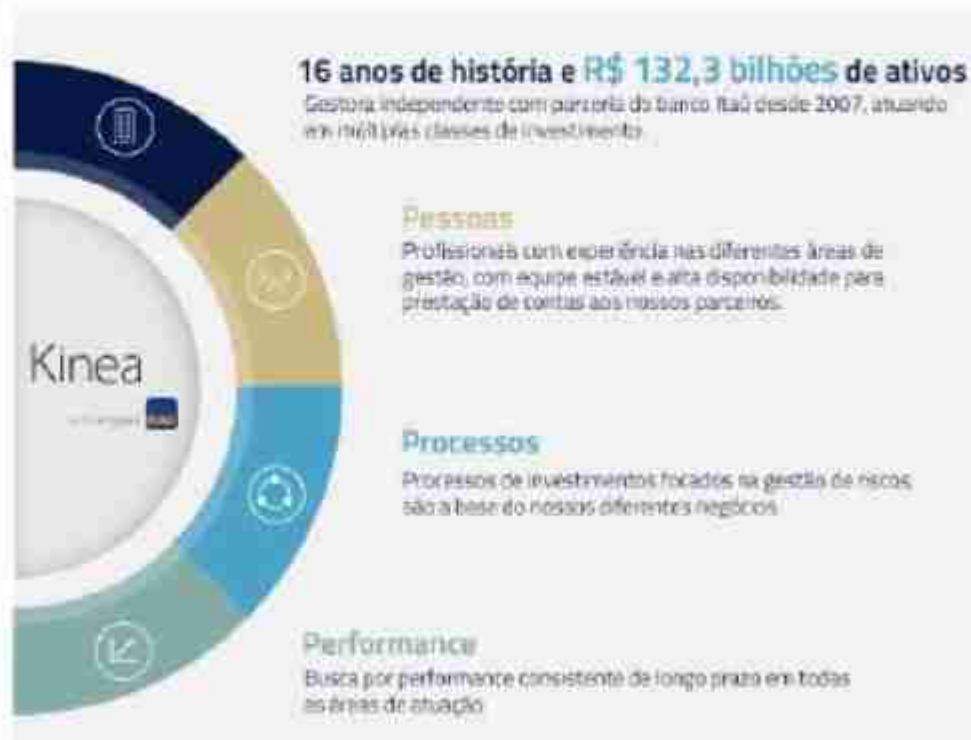 16 anos de história e R$ 132,3 bilhões de ativos
Gestora independente com parceria do banco Itaú desde 2007, atuando
em múltiplas classes de investimento
Pessoas
Profissionais com experiência nas diferentes áreas de
gestão, com equipe estável e alta disponibilidade para
prestação de contas aos nossos parceiros.
Kinea
Processos
Processos de investimentos focados na gestão de riscos
são a base do nossos diferentes negócios
Performance
Busca por performance consistente de longo prazo em todas
as áreas de atuação